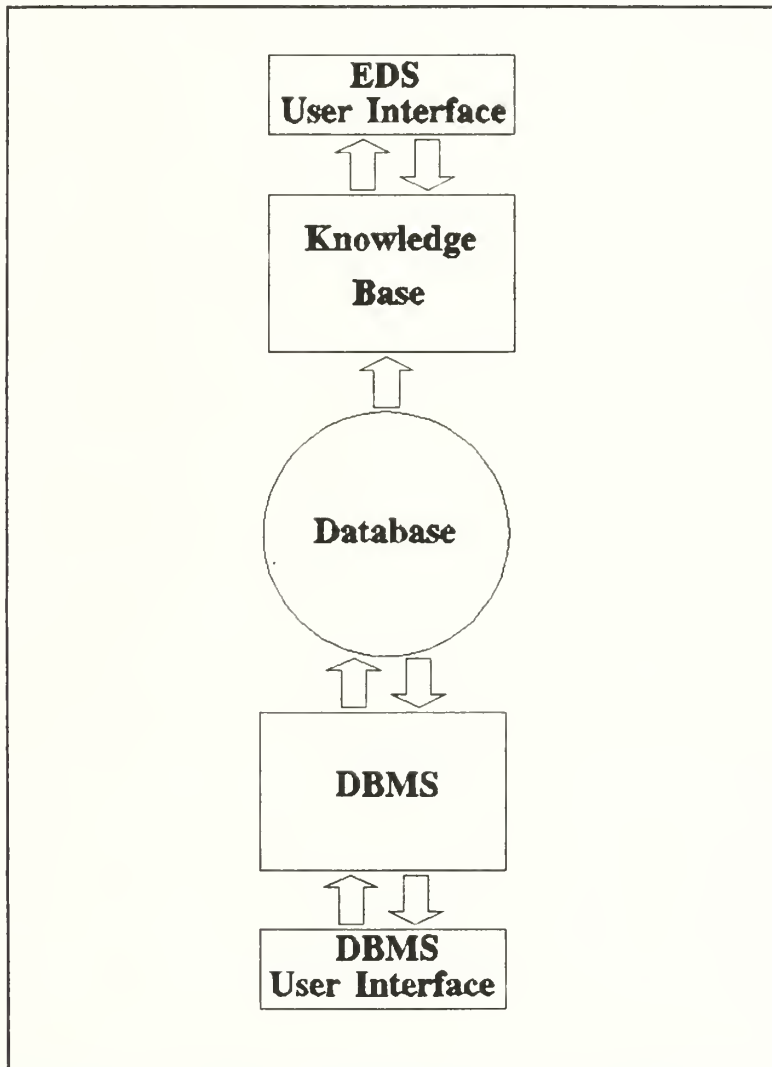 EDS
User Interface
Knowledge
Base
Database
DBMS
DBMS
User Interface